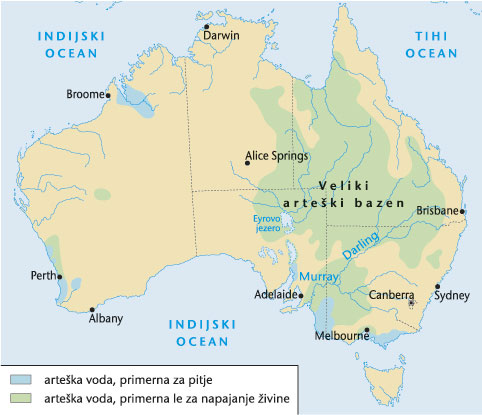 INDIJSKI
OCEAN
Darwin
TIHI
OCEAN
Broome
Alice Springs
Veliki
arteški bazen
Brisbane
Eyrovo
jezero
Darling
Perth
Murray
Adelaide
Canberra
Sydney
Albany
INDIJSKI
OCEAN
Melbourne
arteška voda, primerna za pitje
arteška voda, primerna le za napajanje živine